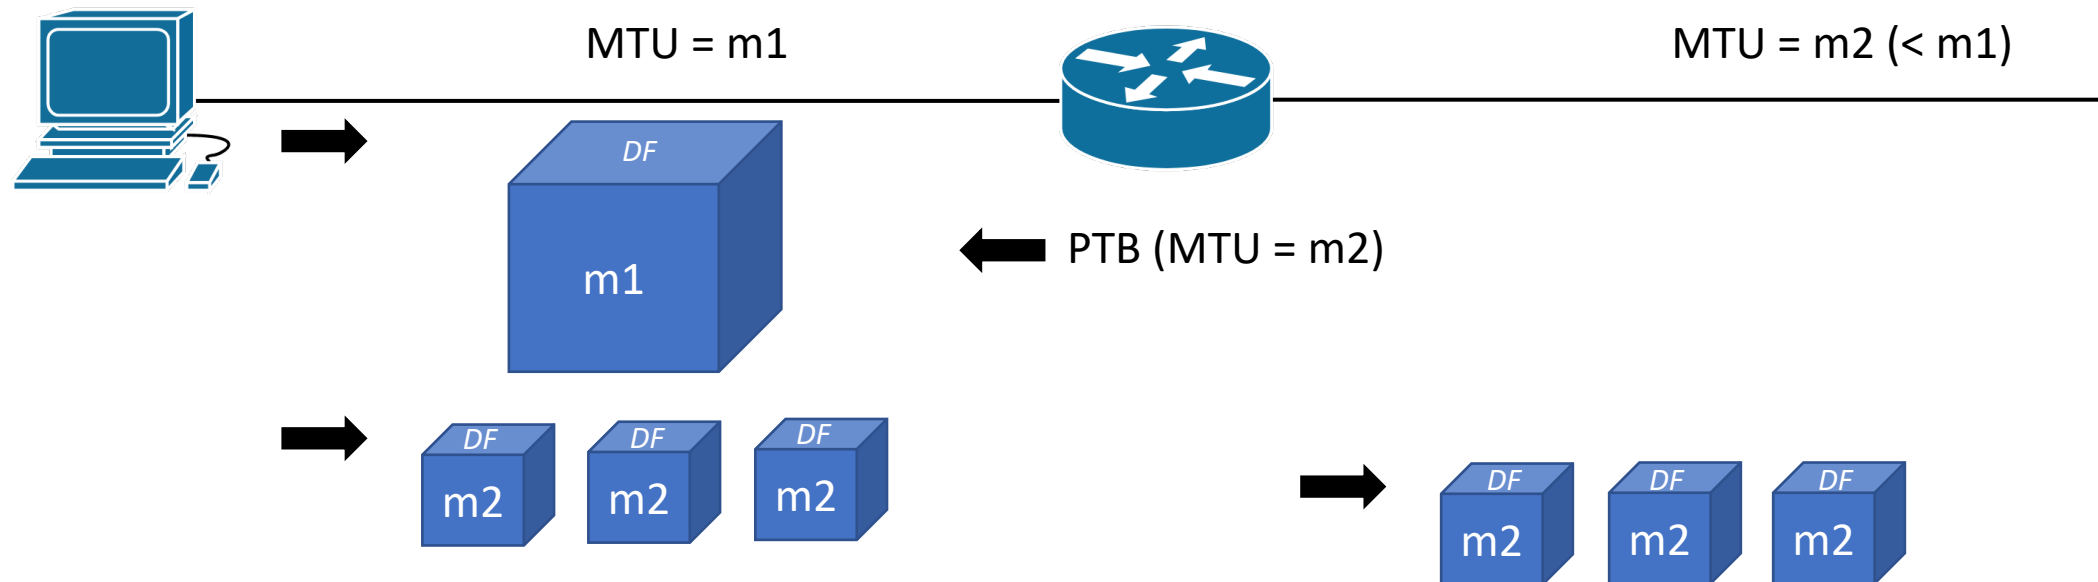 MTU = m1
MTU = m2 (< m1)
DF
m1
PTB (MTU = m2)
DF
DF
DF
m2
m2
m2
DF
DF
DF
m2
m2
m2